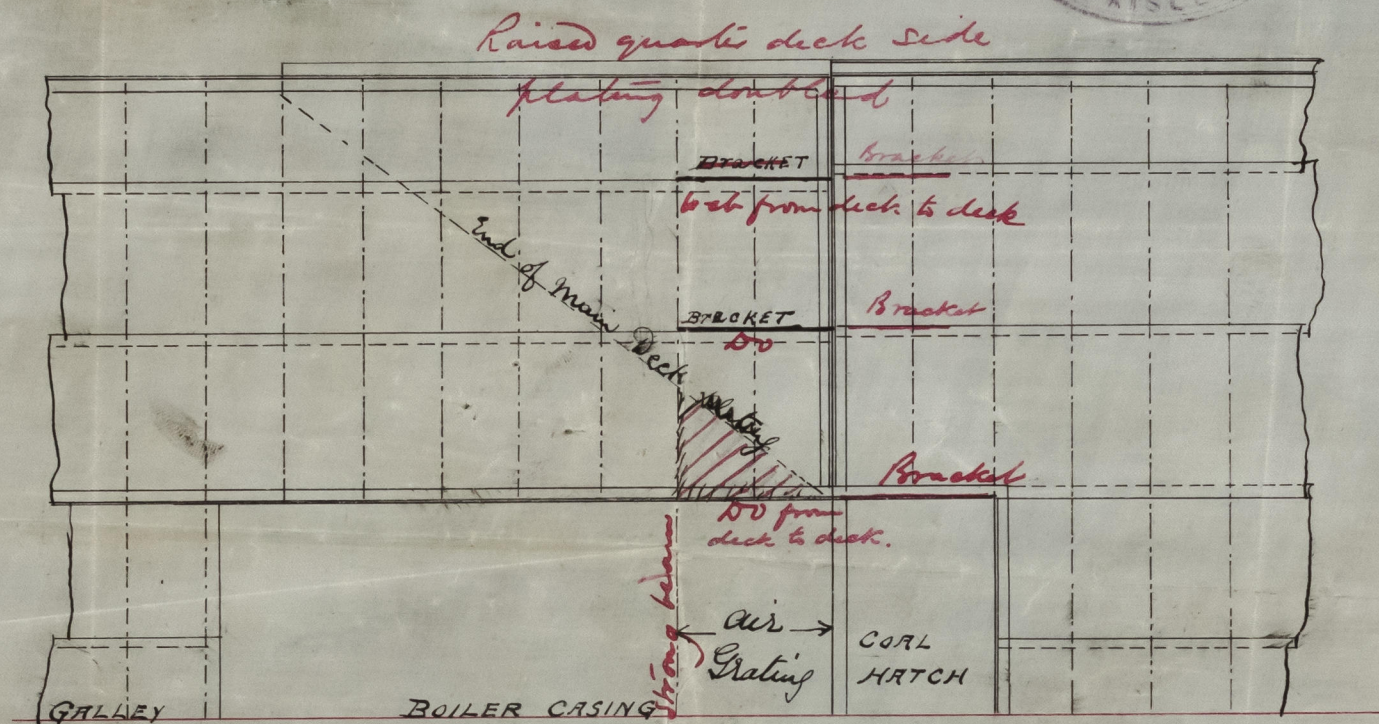 Raised quarter deck side
plating doubled
BRACKET
Bracket
web from deck to deck
End of Main Deck plating
BRACKET
Do
Bracket
Bracket
Do from
deck to deck.
Strong beam
air
Grating
COAL
HATCH
GALLEY
BOILER CASING